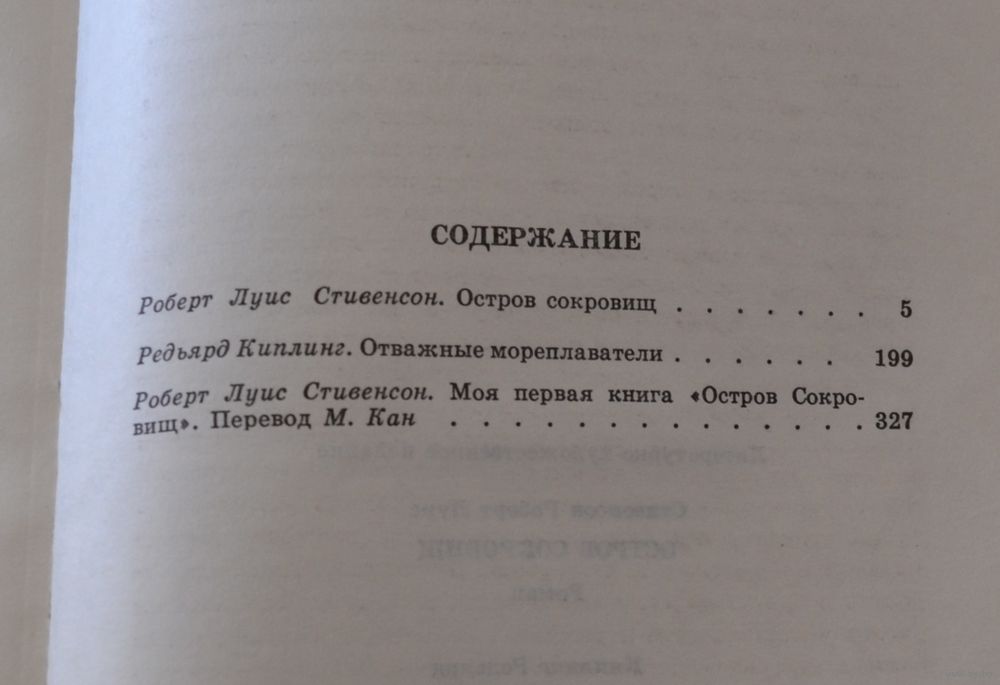 СОДЕРЖАНИЕ
Роберт Луис Стивенсон. Остров сокровищ . . . . . . . 5
Редьярд Киплинг. Отважные мореплаватели . . . . . . 199
Роберт Луис Стивенсон. Моя первая книга «Остров Сокро-
вищ». Перевод М. Кан . . . . . . . . . . . . . . 327